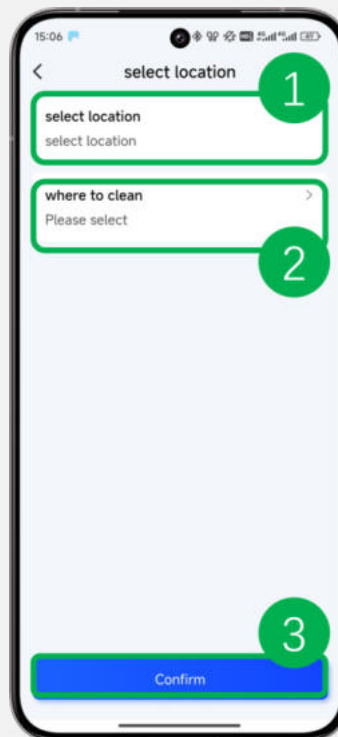 15:06
select location
1
select location
select location
where to clean
Please select
2
3
Confirm